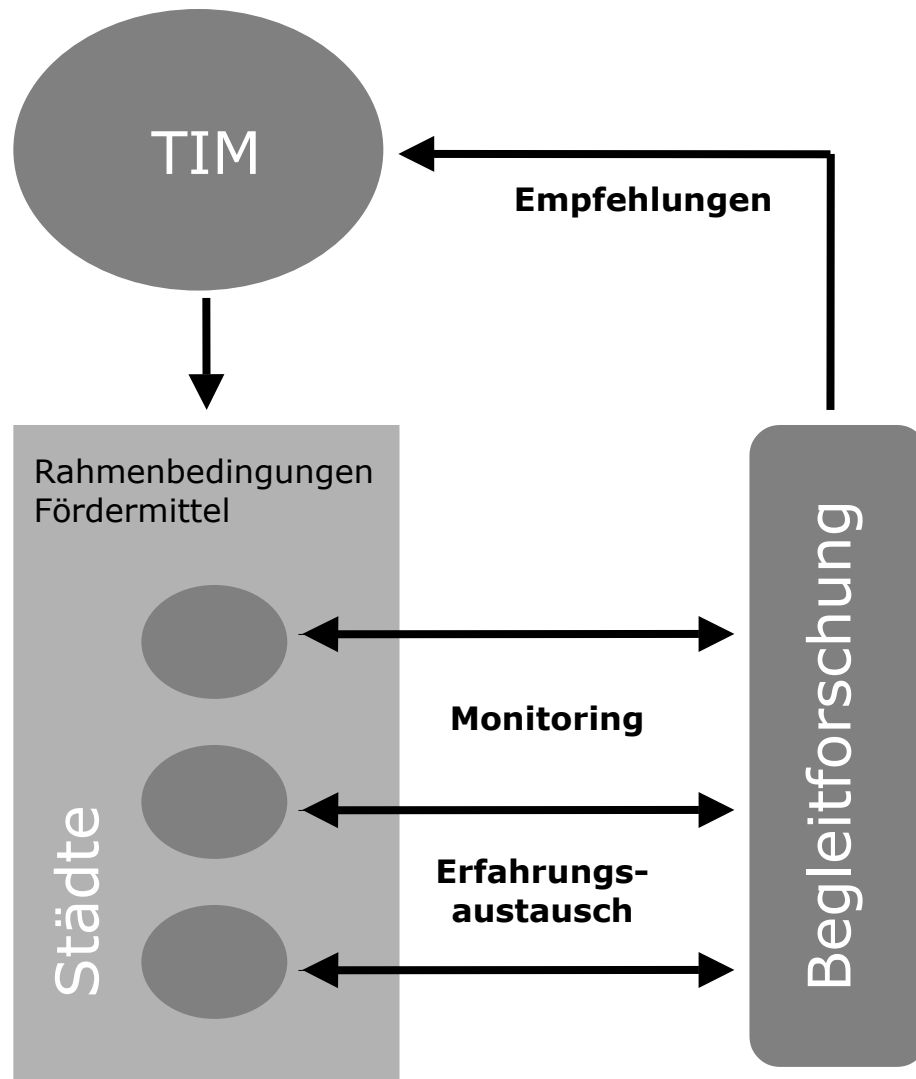 TIM
Empfehlungen
Rahmenbedingungen
Fördermittel
Monitoring
Erfahrungs-
austausch
Städte
Begleitforschung